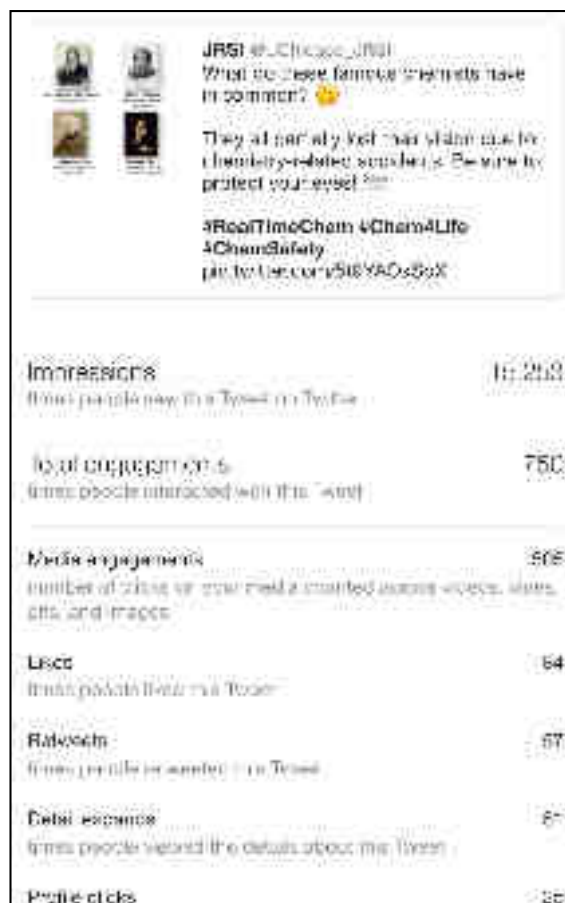 JRSI
What do these famous chemists have
in common?
They all partially lost their vision due to
chemistry-related accidents. Be sure to
protect your eyes!
#RealTimeChem #Chem4Life
#ChemSafety
Impressions
times people saw this Tweet on Twitter
Total engagements 750
times people interacted with this Tweet
Media engagements 505
number of clicks on your media counted across videos, vines,
gifs, and images
Likes 64
times people liked this Tweet
Retweets 57
times people retweeted this Tweet
Detail expands
times people viewed the details about this Tweet
Profile clicks